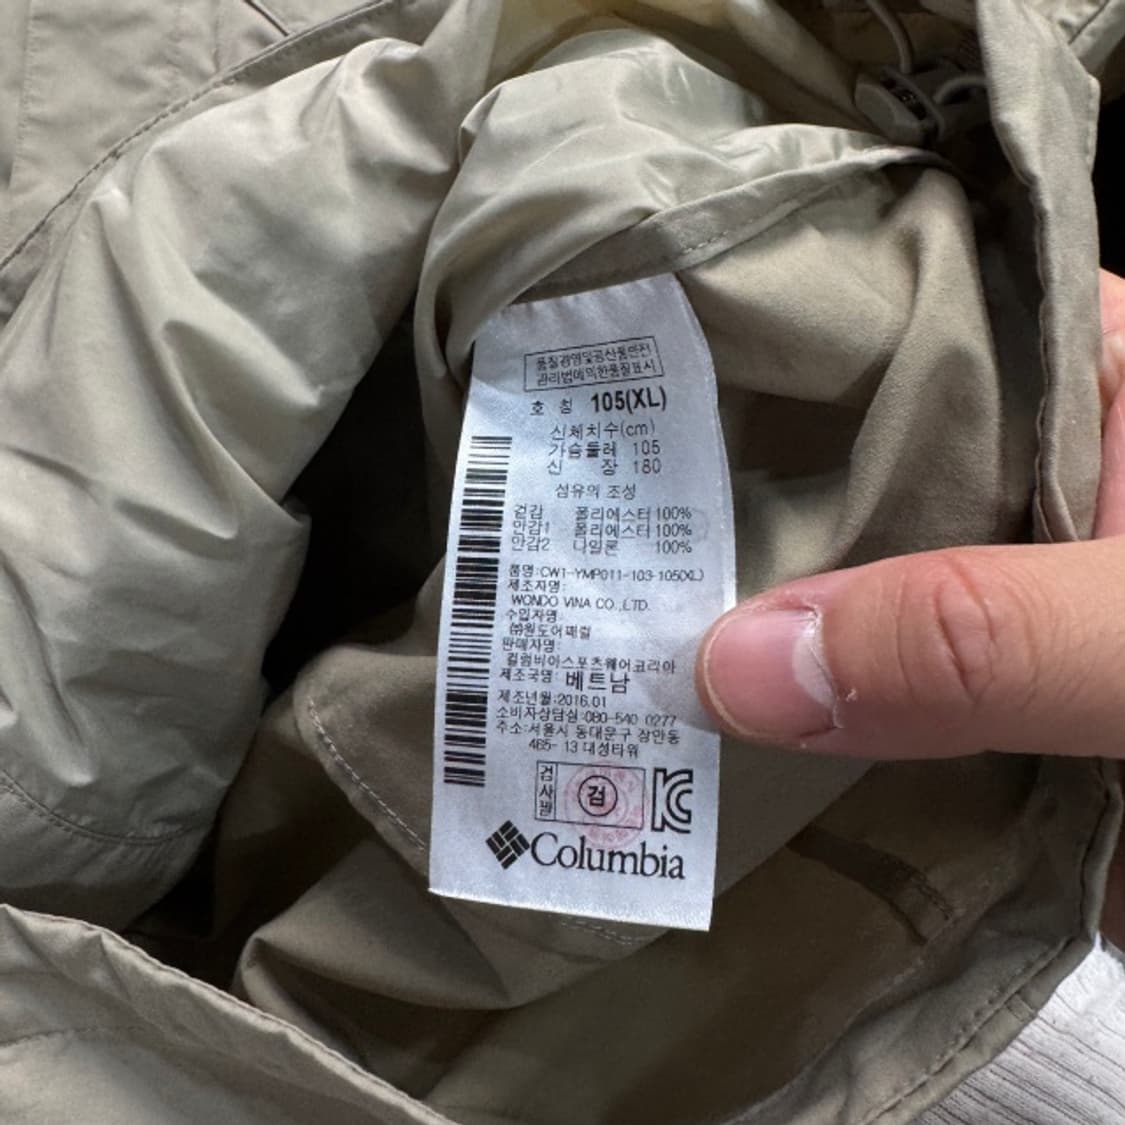 품질경영및공산품안전
관리법에의한품질표시
호 칭 105(XL)
신체치수(cm)
가슴둘레 105
신 장 180
섬유의 조성
겉감 폴리에스터 100%
안감1 폴리에스터 100%
안감2 나일론 100%
품명:CW1-YMP011-103-105(XL)
제조자명:
WONDO VINA CO.,LTD.
수입자명:
㈜원도어패럴
판매자명:
컬럼비아스포츠웨어코리아
제조국명: 베트남
제조년월:2016.01
소비자상담실:080-540 0277
주소:서울시 동대문구 장안동
465-13 대성타워
검사필
검
Columbia